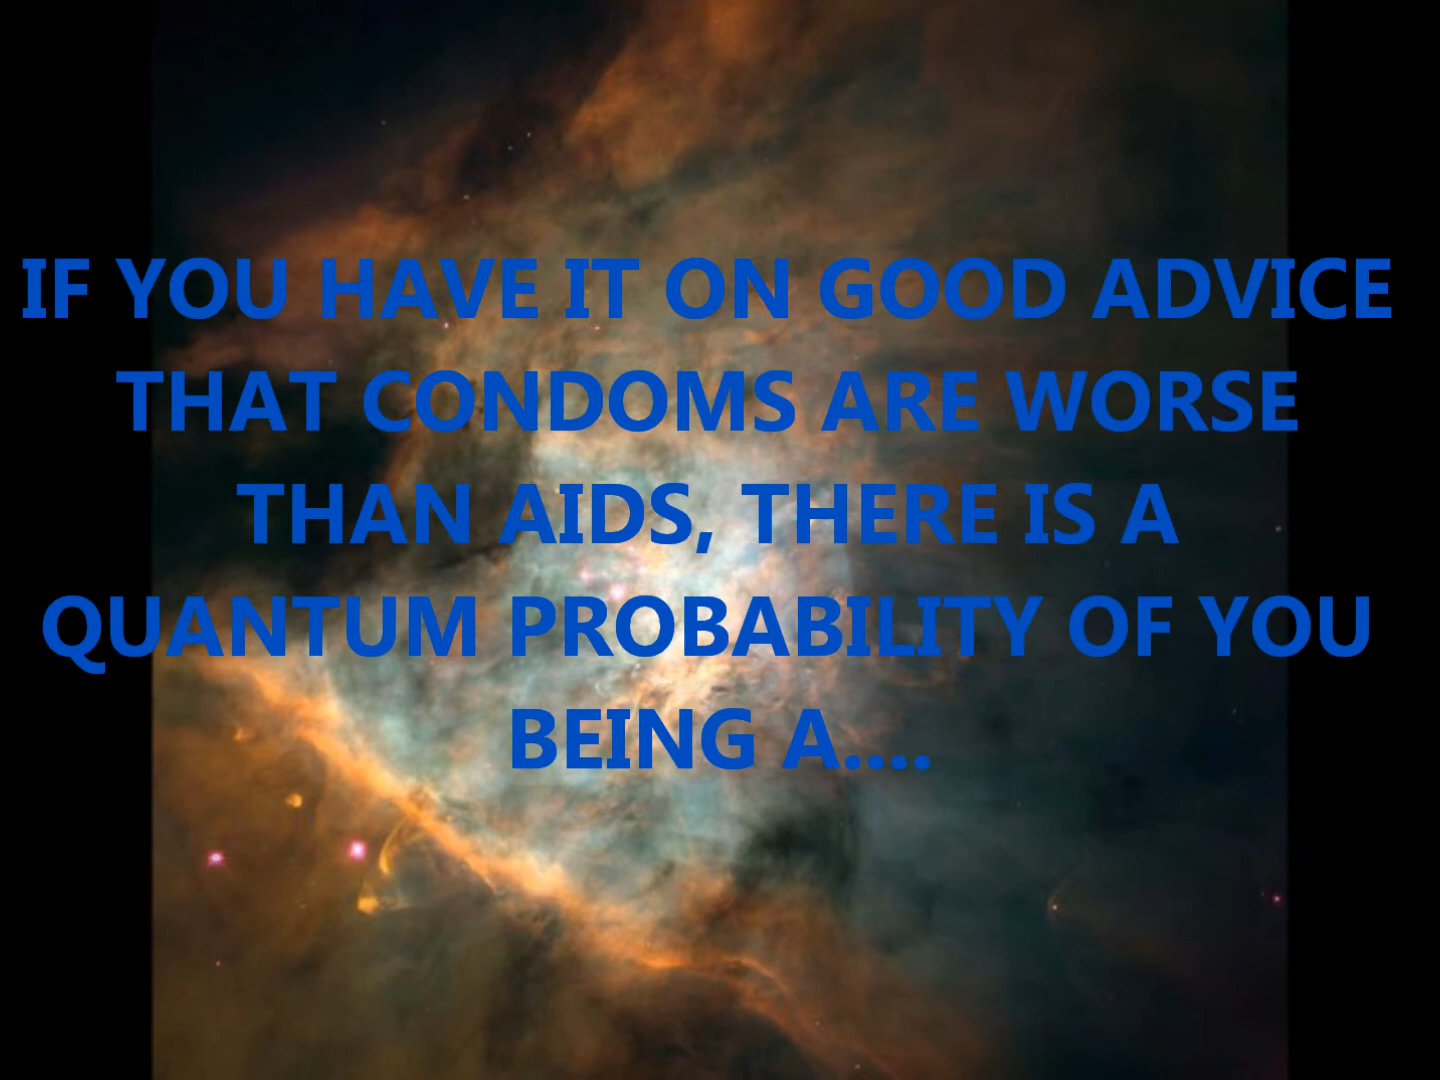 IF YOU HAVE IT ON GOOD ADVICE
THAT CONDOMS ARE WORSE
THAN AIDS, THERE IS A
QUANTUM PROBABILITY OF YOU
BEING A....